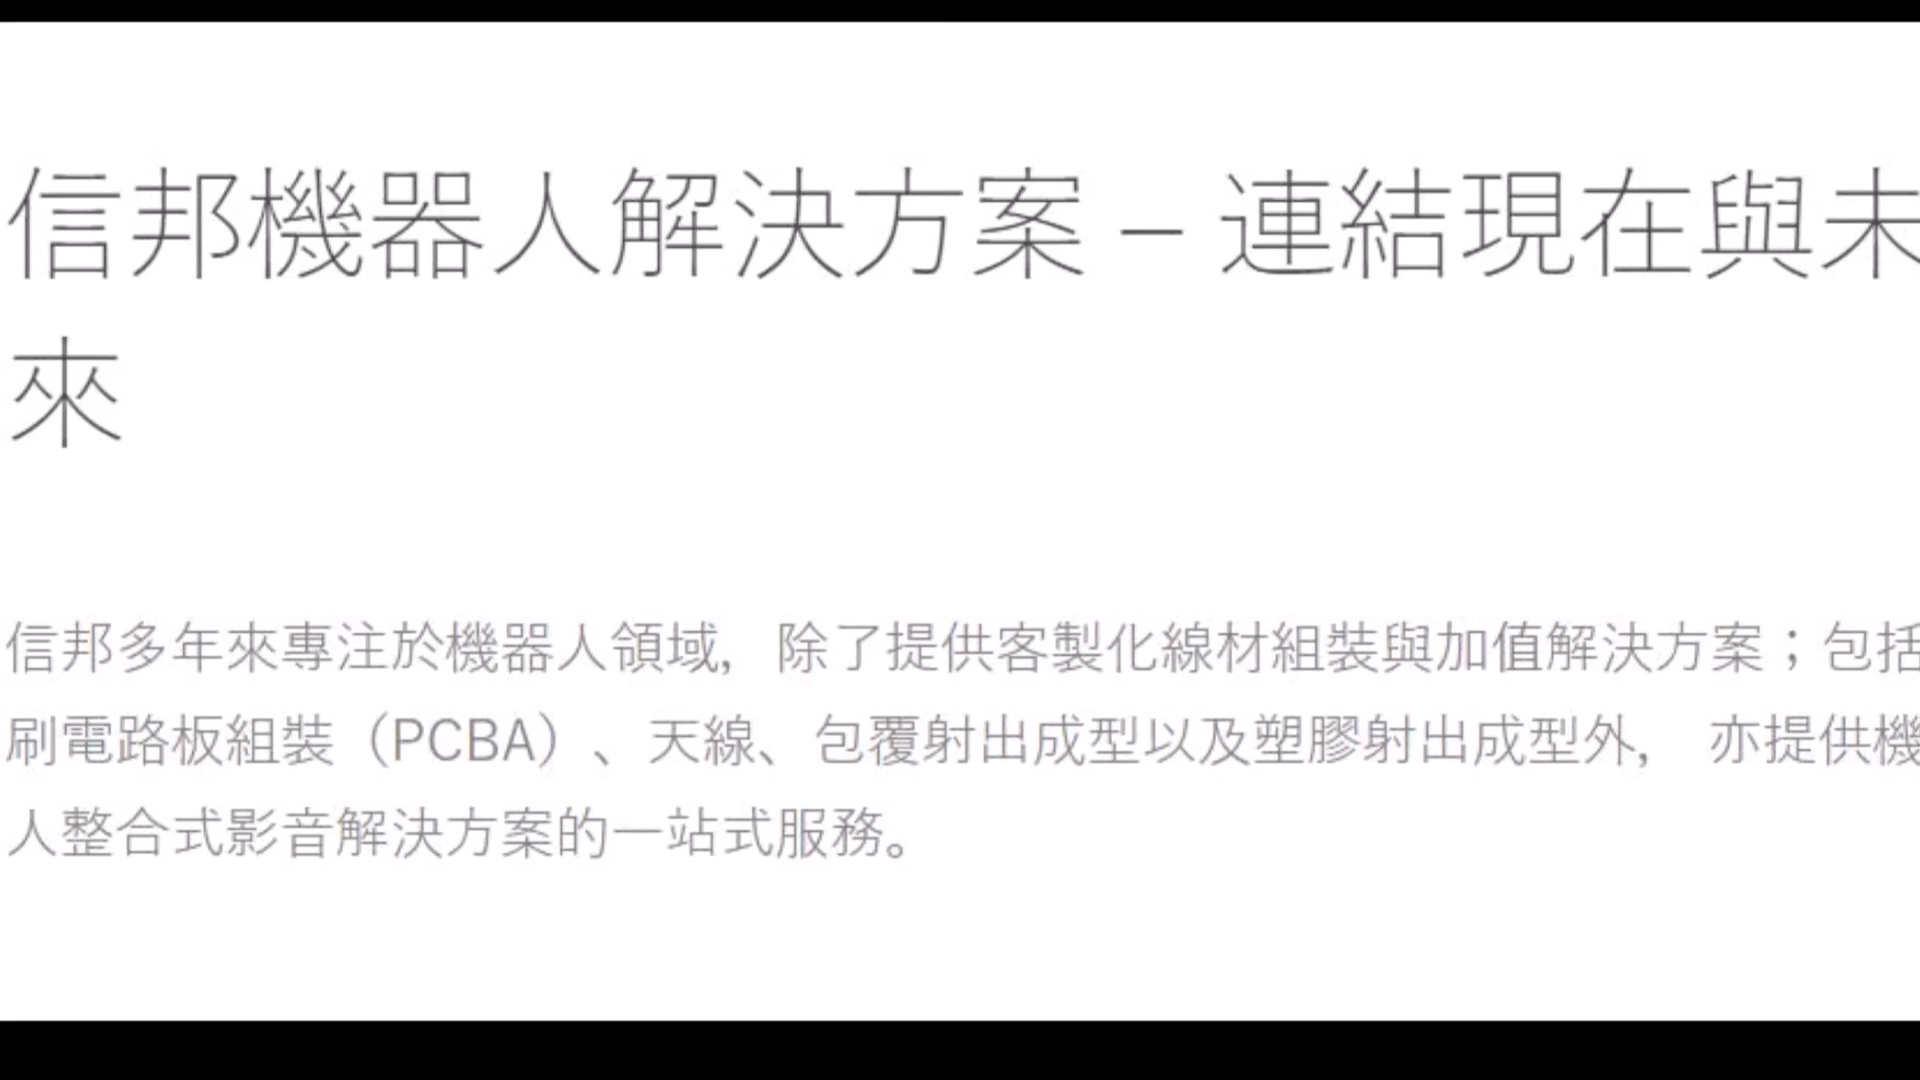 信邦機器人解決方案 – 連結現在與未
來
信邦多年來專注於機器人領域，除了提供客製化線材組裝與加值解決方案；包括
刷電路板組裝（PCBA）、天線、包覆射出成型以及塑膠射出成型外， 亦提供機
人整合式影音解決方案的一站式服務。